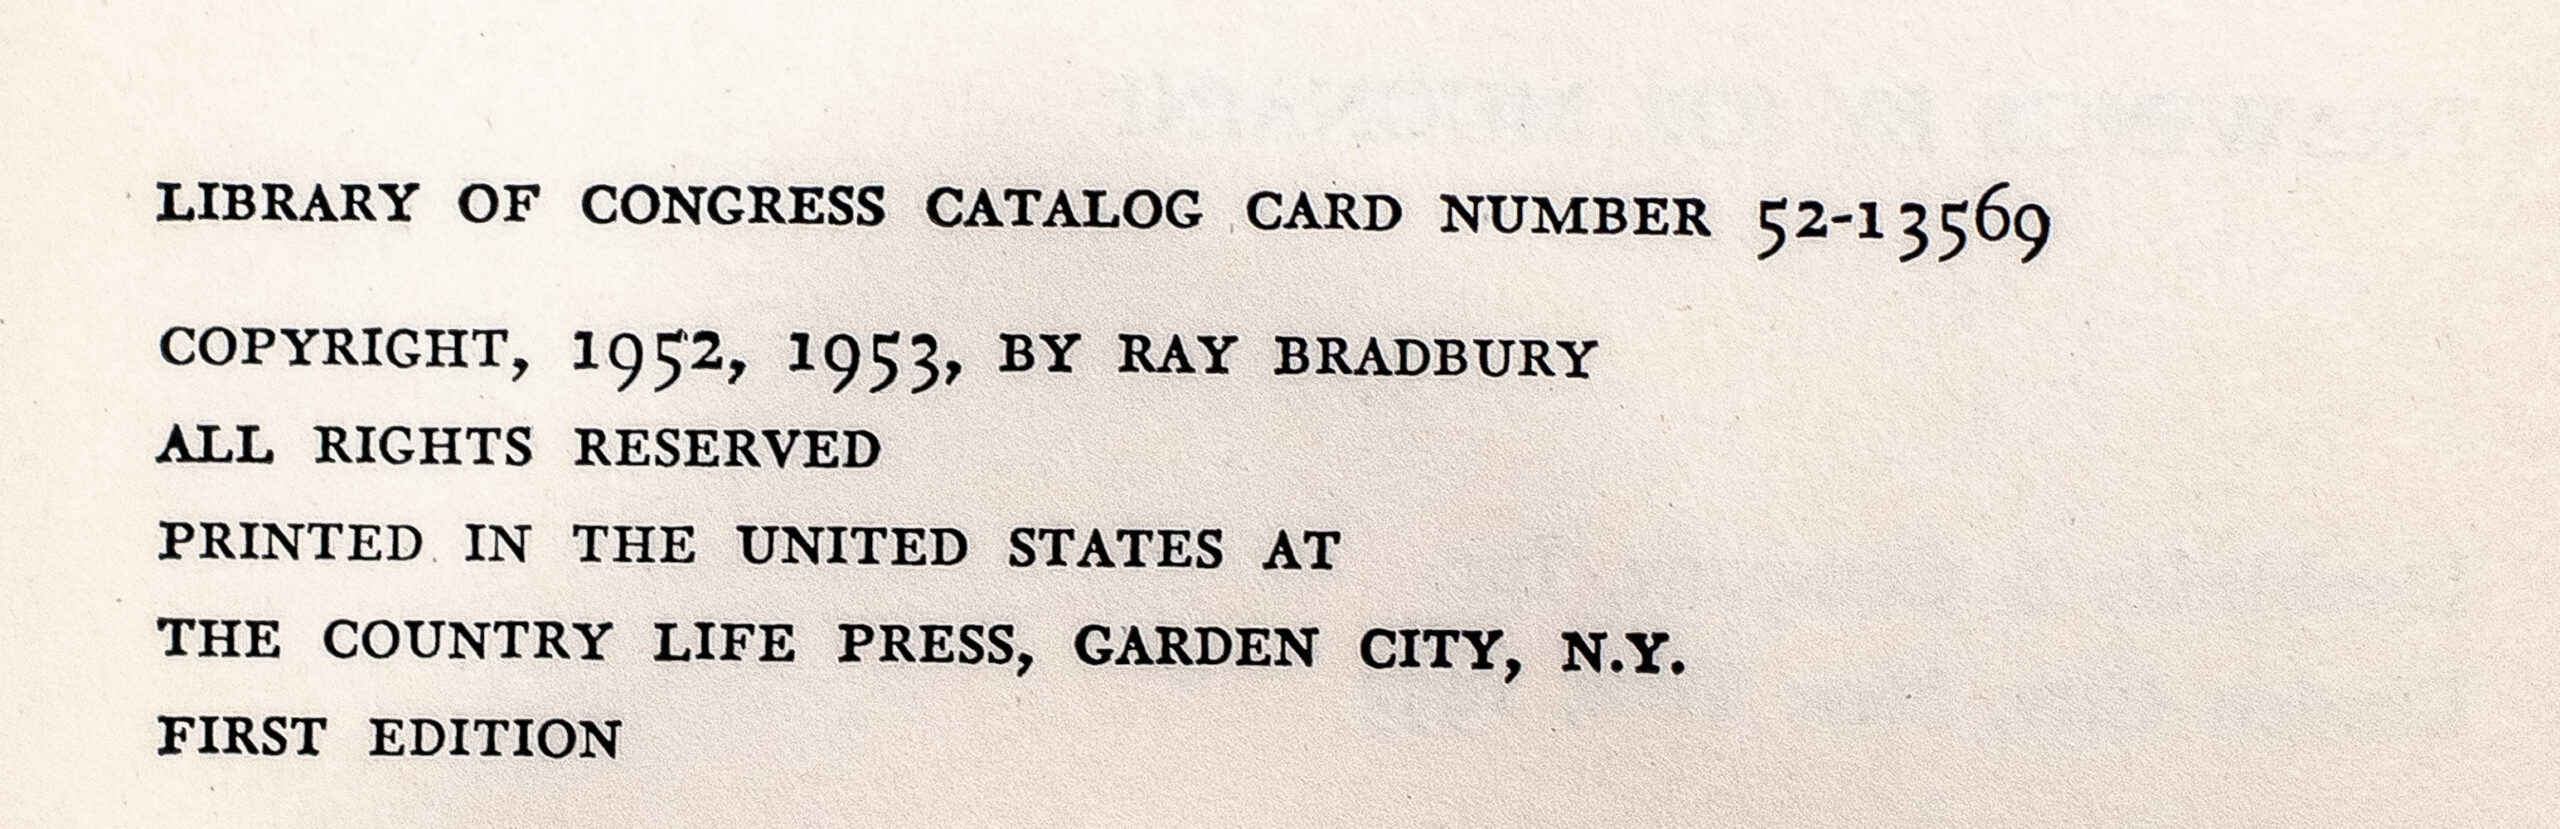 LIBRARY OF CONGRESS CATALOG CARD NUMBER 52-13569
COPYRIGHT, 1952, 1953, BY RAY BRADBURY
ALL RIGHTS RESERVED
PRINTED IN THE UNITED STATES AT
THE COUNTRY LIFE PRESS, GARDEN CITY, N.Y.
FIRST EDITION